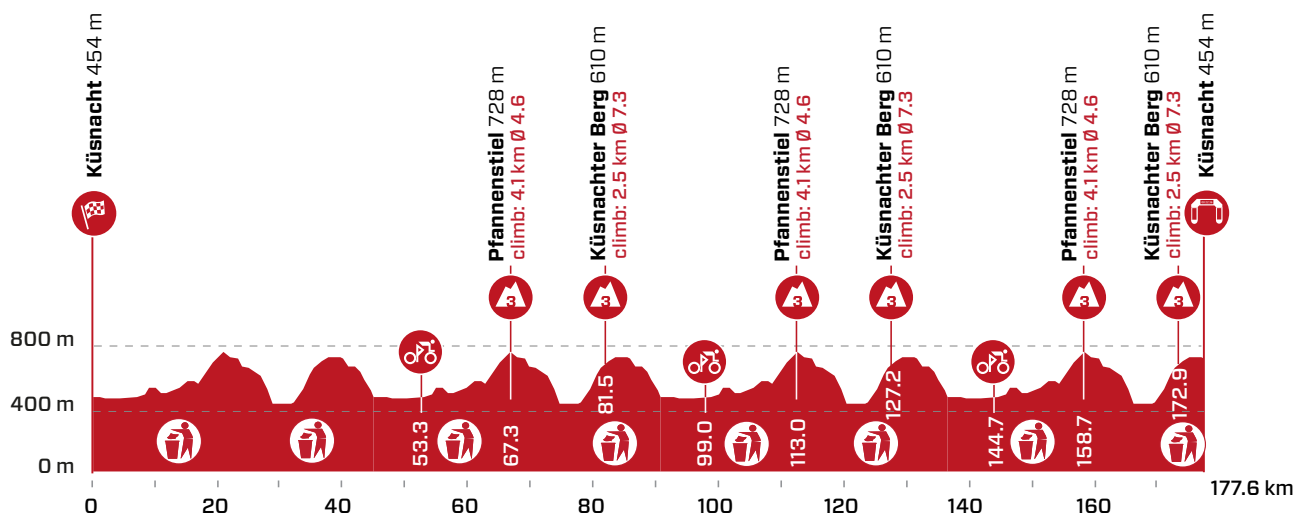 Küsnacht 454 m
Pfannenstiel 728 m
climb: 4.1 km Ø 4.6
Küsnachter Berg 610 m
climb: 2.5 km Ø 7.3
Pfannenstiel 728 m
climb: 4.1 km Ø 4.6
Küsnachter Berg 610 m
climb: 2.5 km Ø 7.3
Pfannenstiel 728 m
climb: 4.1 km Ø 4.6
Küsnachter Berg 610 m
climb: 2.5 km Ø 7.3
Küsnacht 454 m
3
3
3
3
3
3
800 m
400 m
0 m
53.3
67.3
81.5
99.0
113.0
127.2
144.7
158.7
172.9
0
20
40
60
80
100
120
140
160
177.6 km